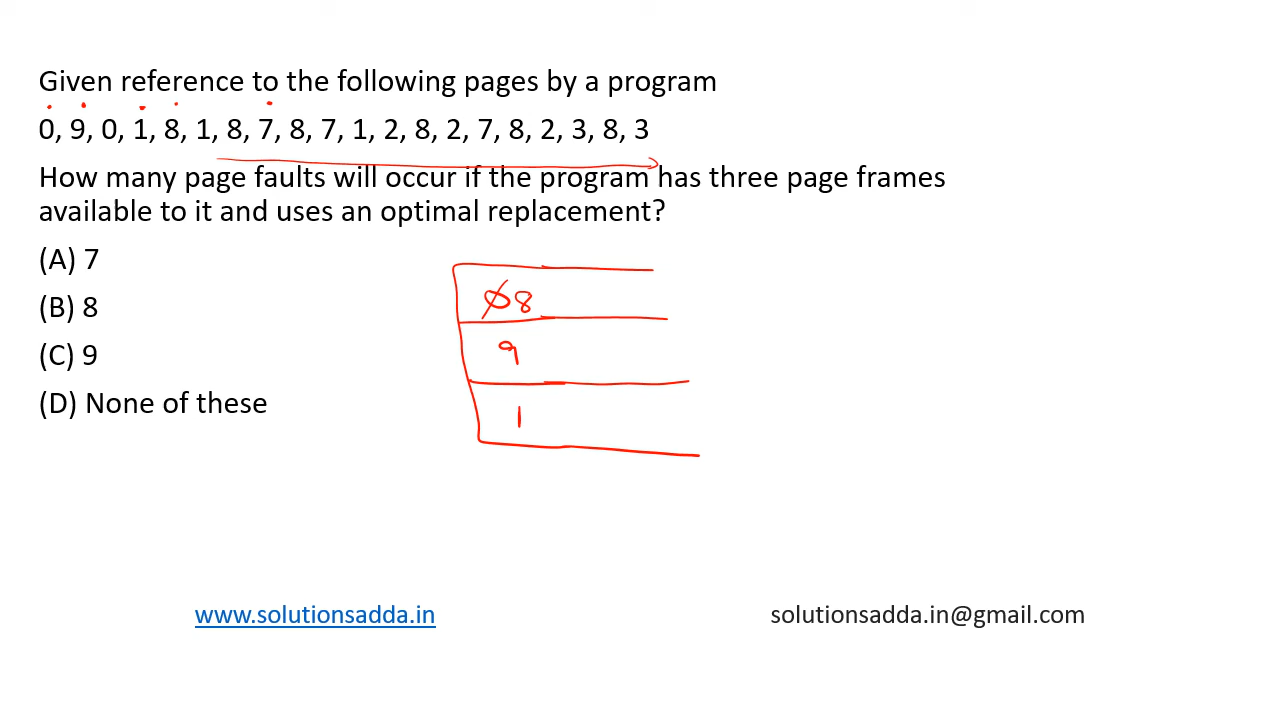 Given reference to the following pages by a program
0, 9, 0, 1, 8, 1, 8, 7, 8, 7, 1, 2, 8, 2, 7, 8, 2, 3, 8, 3
How many page faults will occur if the program has three page frames
available to it and uses an optimal replacement?
(A) 7
(B) 8
(C) 9
(D) None of these
0 8
9
1
www.solutionsadda.in
solutionsadda.in@gmail.com